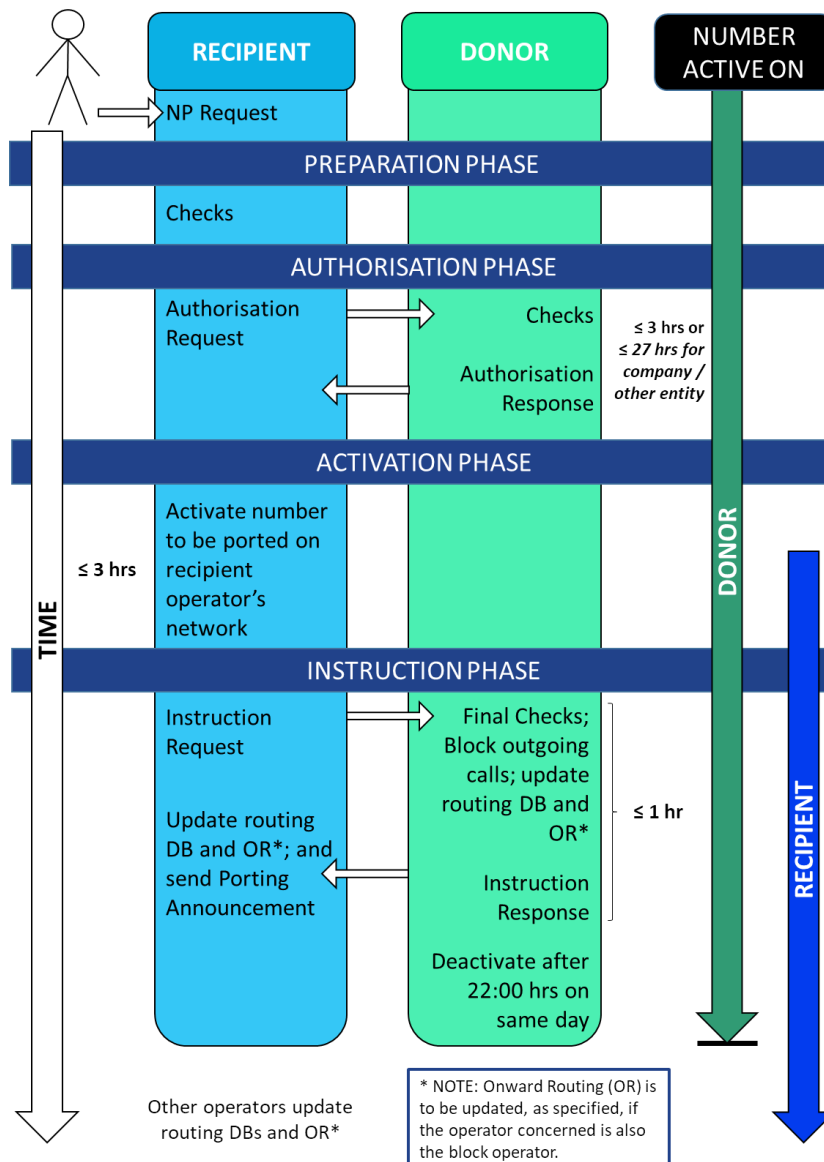 RECIPIENT
DONOR
NUMBER
ACTIVE ON
NP Request
PREPARATION PHASE
Checks
AUTHORISATION PHASE
Authorisation
Request
Checks
Authorisation
Response
≤ 3 hrs or
≤ 27 hrs for
company /
other entity
ACTIVATION PHASE
Activate number
to be ported on
recipient
operator’s
network
≤ 3 hrs
TIME
DONOR
INSTRUCTION PHASE
Instruction
Request
Final Checks;
Block outgoing
calls; update
routing DB and
OR*
≤ 1 hr
Update routing
DB and OR*; and
send Porting
Announcement
Instruction
Response
RECIPIENT
Deactivate after
22:00 hrs on
same day
Other operators update
routing DBs and OR*
* NOTE: Onward Routing (OR) is
to be updated, as specified, if
the operator concerned is also
the block operator.